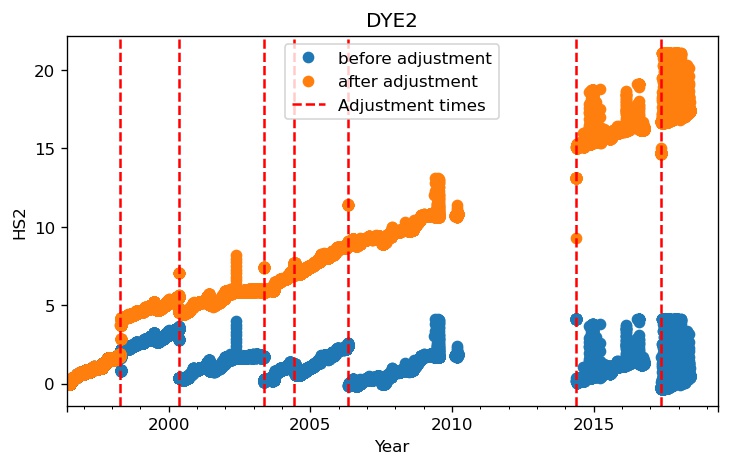 DYE2
before adjustment
after adjustment
Adjustment times
20
15
10
5
0
HS2
2000
2005
2010
2015
Year